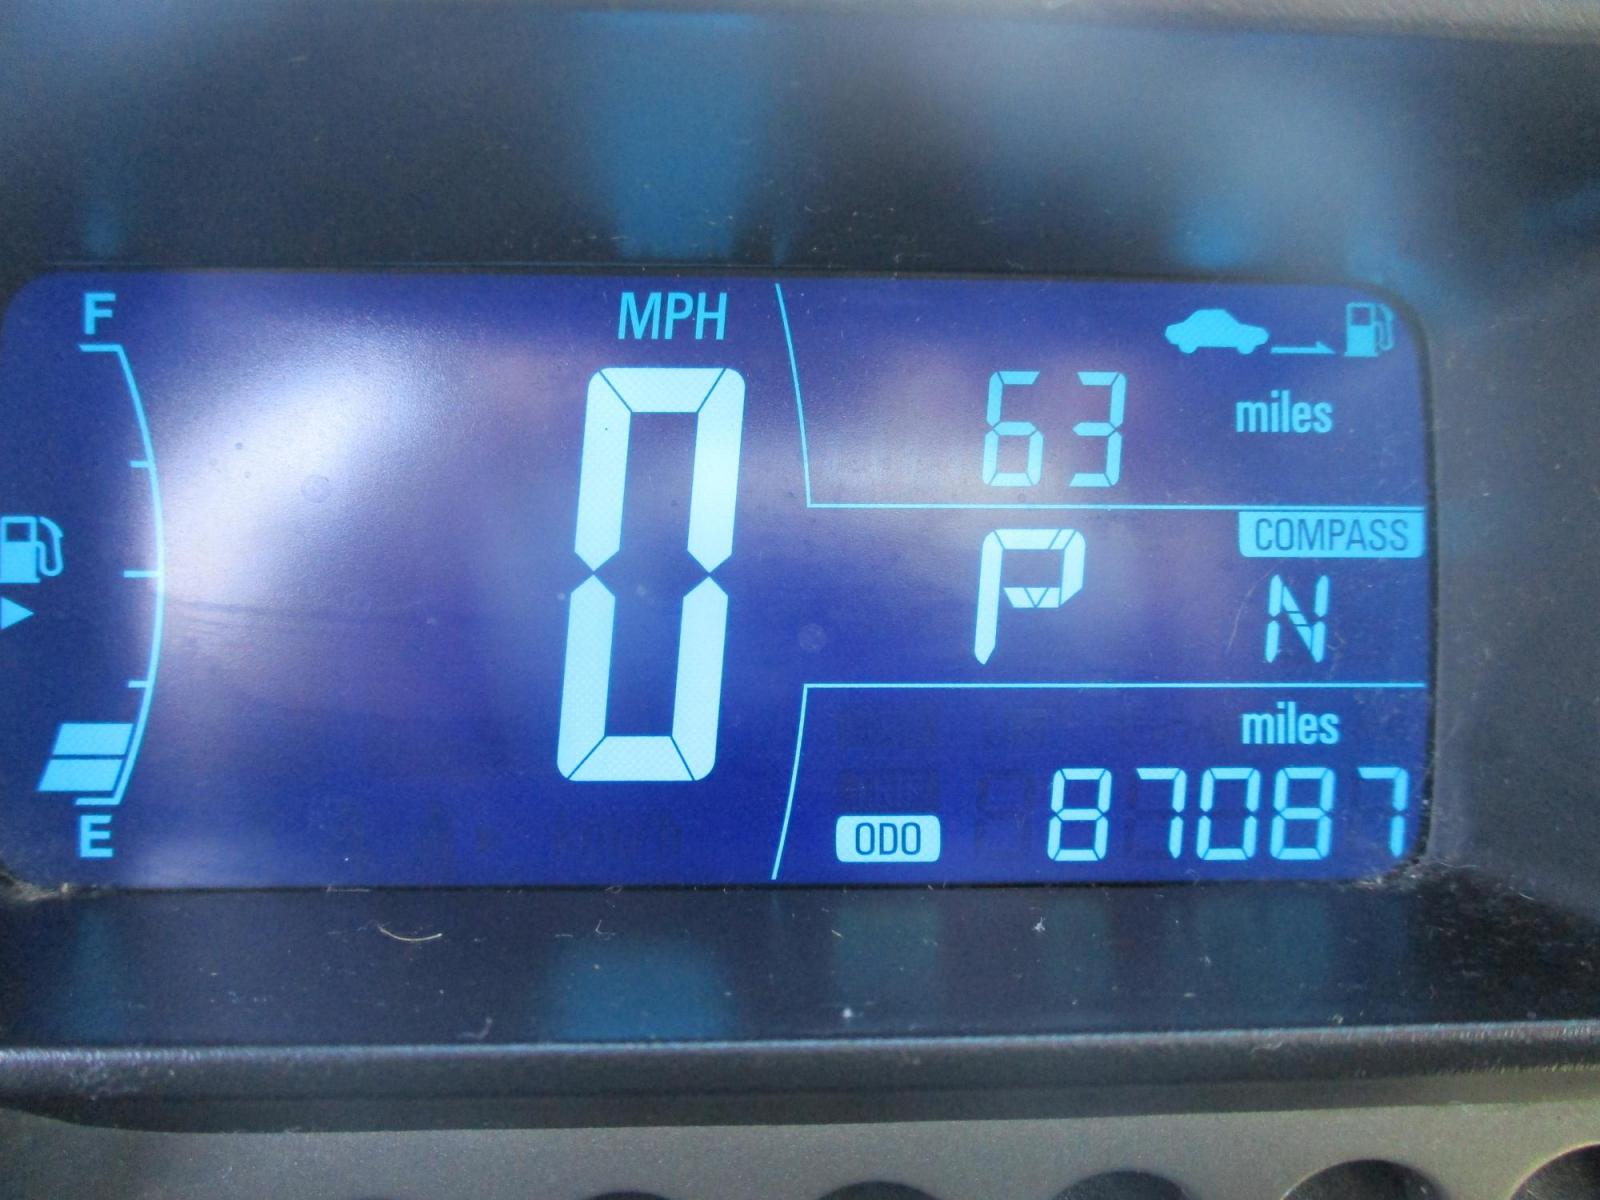 F
MPH
0
63 miles
COMPASS
P N
miles
ODO 87087
E